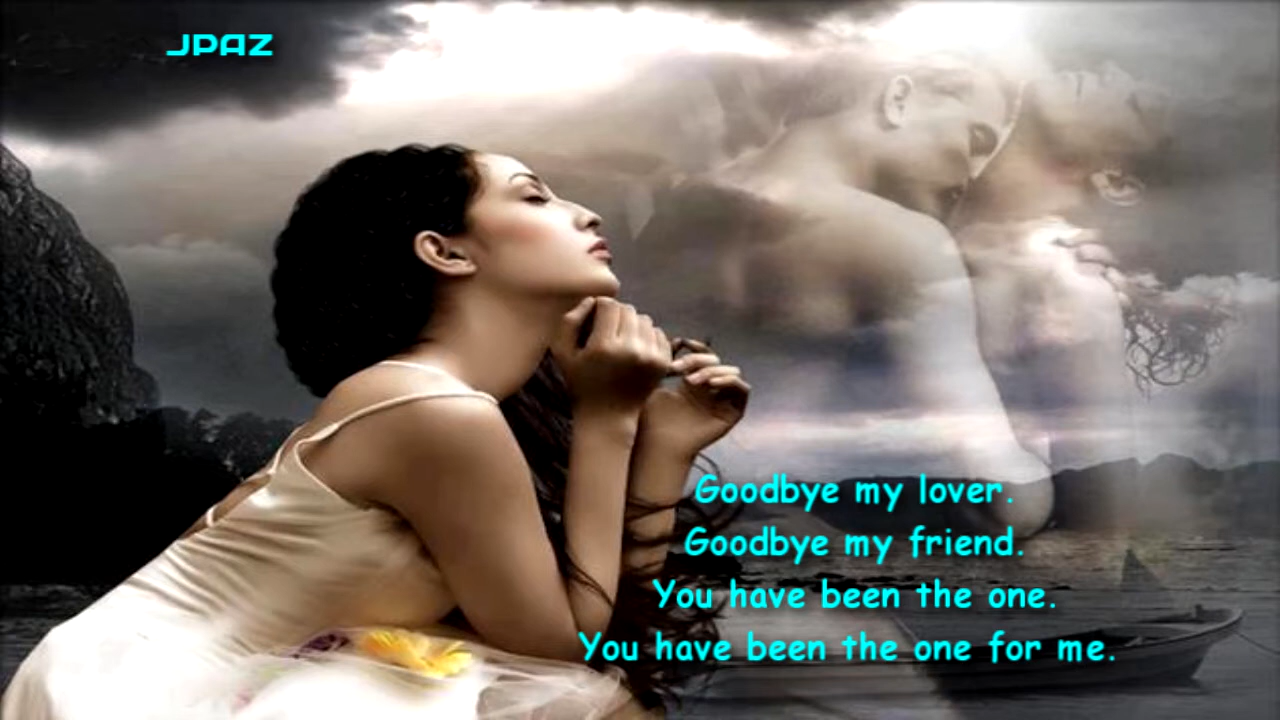 JPAZ
Goodbye my lover.
Goodbye my friend.
You have been the one.
You have been the one for me.